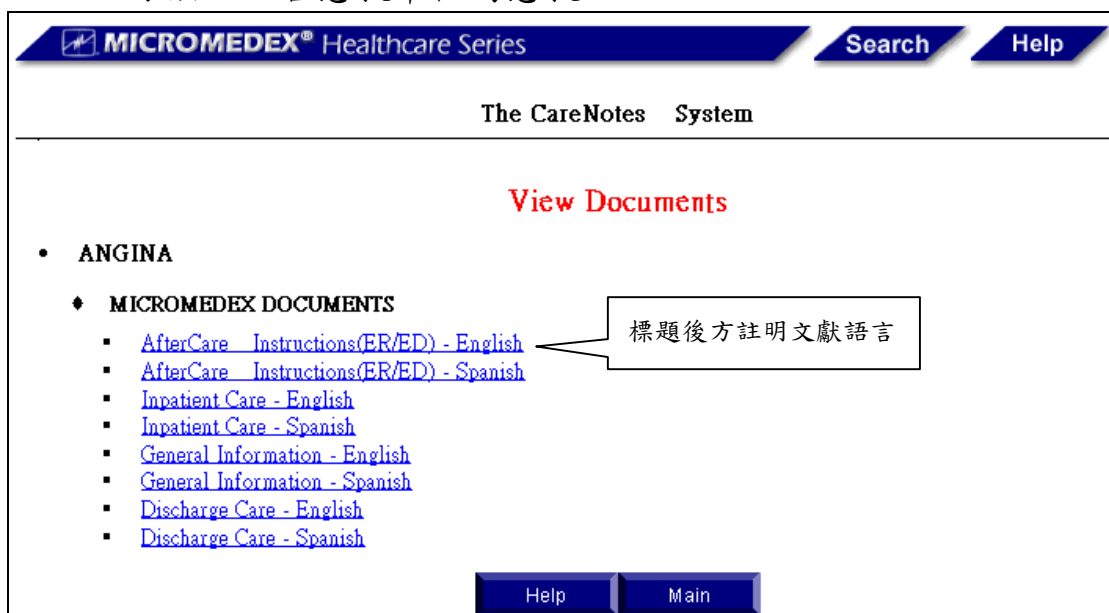 MICROMEDEX® Healthcare Series Search Help
The CareNotes System
View Documents
• ANGINA
♦ MICROMEDEX DOCUMENTS
▪ AfterCare Instructions(ER/ED) - English
標題後方註明文獻語言
▪ AfterCare Instructions(ER/ED) - Spanish
▪ Inpatient Care - English
▪ Inpatient Care - Spanish
▪ General Information - English
▪ General Information - Spanish
▪ Discharge Care - English
▪ Discharge Care - Spanish
Help Main